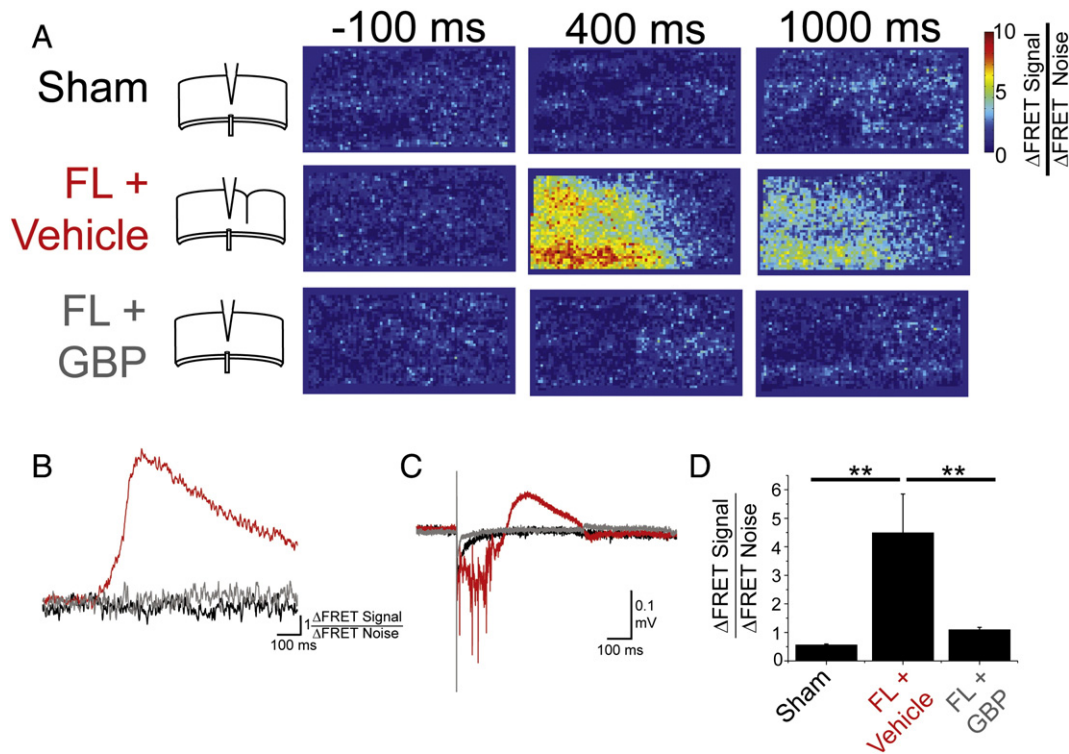 A
-100 ms
400 ms
1000 ms
Sham
FL +
Vehicle
FL +
GBP
10
5
0
ΔFRET Signal
ΔFRET Noise
B
1
ΔFRET Signal
ΔFRET Noise
100 ms
C
0.1
mV
100 ms
D
**
**
6
5
4
3
2
1
0
ΔFRET Signal
ΔFRET Noise
Sham
FL +
Vehicle
FL +
GBP